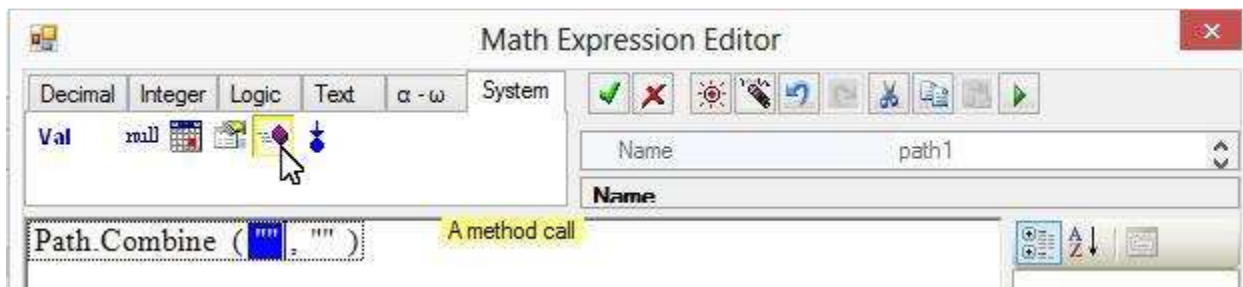 Math Expression Editor
Decimal Integer Logic Text α - ω System
Val null
Name path1
Name
Path.Combine ( "" , "" )
A method call